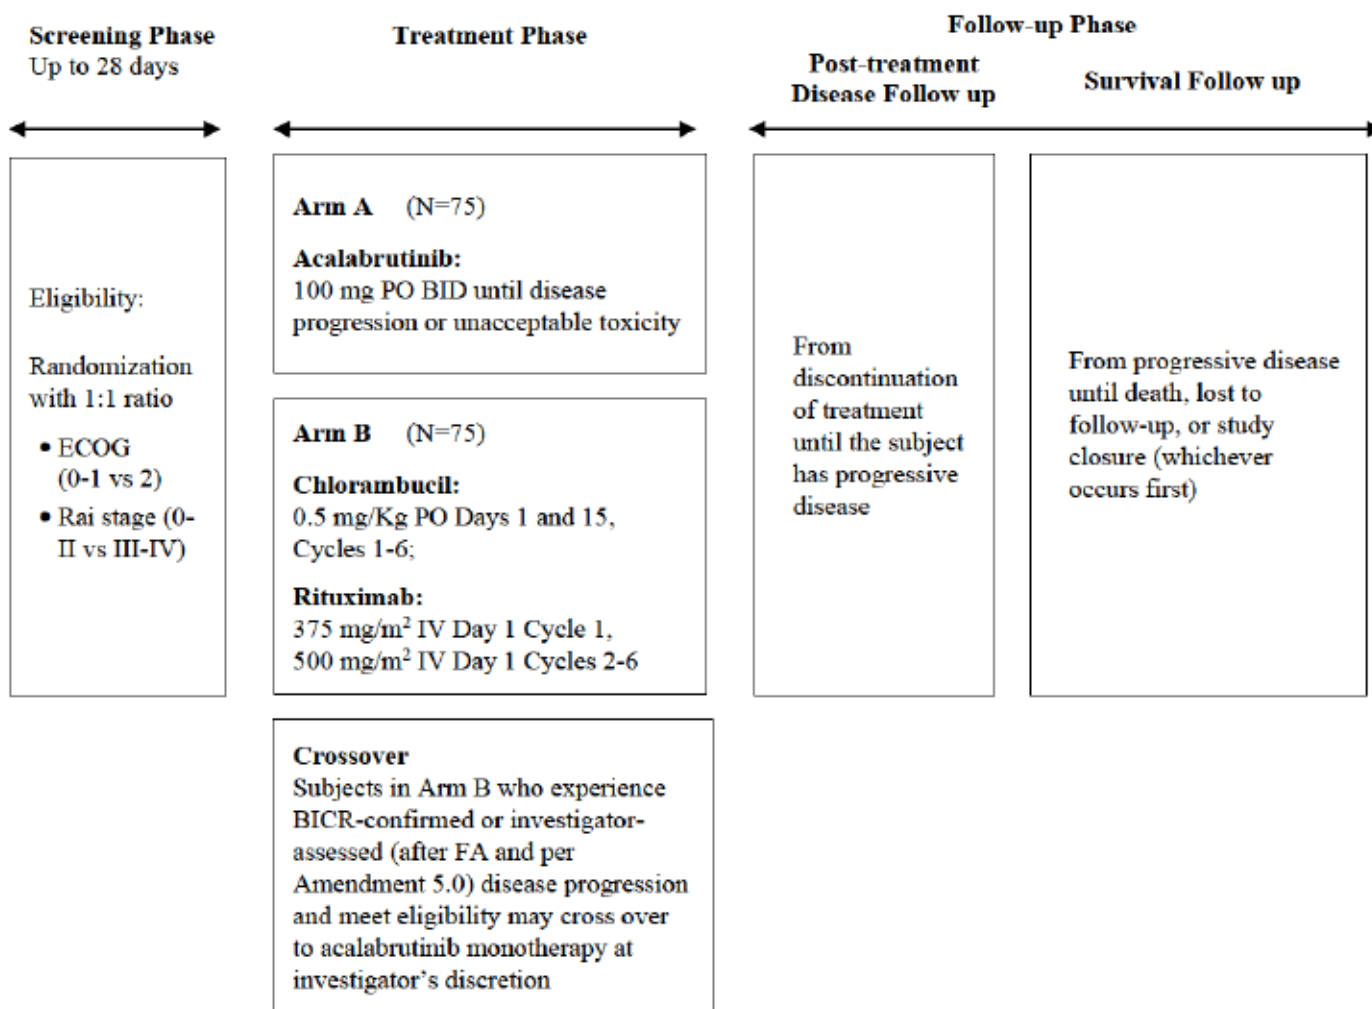 Screening Phase
Up to 28 days
Treatment Phase
Follow-up Phase
Post-treatment
Disease Follow up
Survival Follow up
Eligibility:
Randomization
with 1:1 ratio
• ECOG
(0-1 vs 2)
• Rai stage (0-
II vs III-IV)
Arm A (N=75)
Acalabrutinib:
100 mg PO BID until disease
progression or unacceptable toxicity
Arm B (N=75)
Chlorambucil:
0.5 mg/Kg PO Days 1 and 15,
Cycles 1-6;
Rituximab:
375 mg/m² IV Day 1 Cycle 1,
500 mg/m² IV Day 1 Cycles 2-6
Crossover
Subjects in Arm B who experience
BICR-confirmed or investigator-
assessed (after FA and per
Amendment 5.0) disease progression
and meet eligibility may cross over
to acalabrutinib monotherapy at
investigator’s discretion
From
discontinuation
of treatment
until the subject
has progressive
disease
From progressive disease
until death, lost to
follow-up, or study
closure (whichever
occurs first)